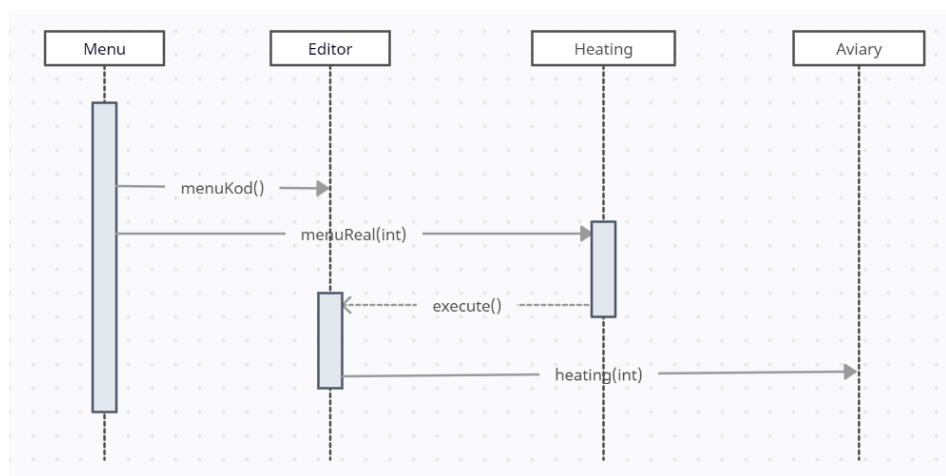 Menu
Editor
Heating
Aviary
menuKod()
menuReal(int)
execute()
heating(int)